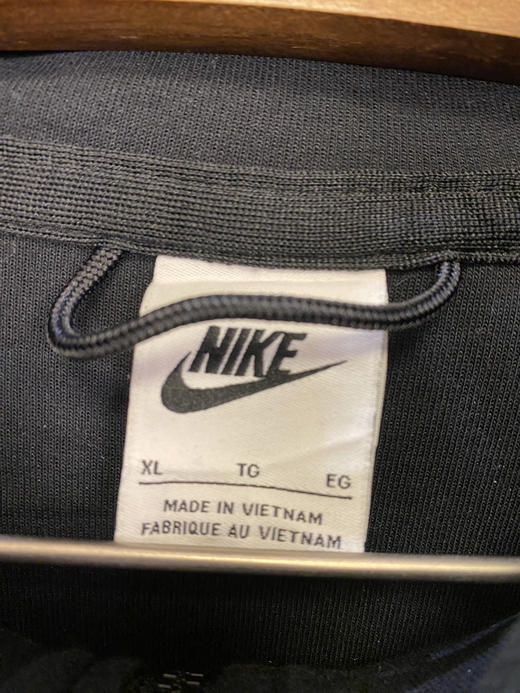 NIKE
XL TG EG
MADE IN VIETNAM
FABRIQUE AU VIETNAM